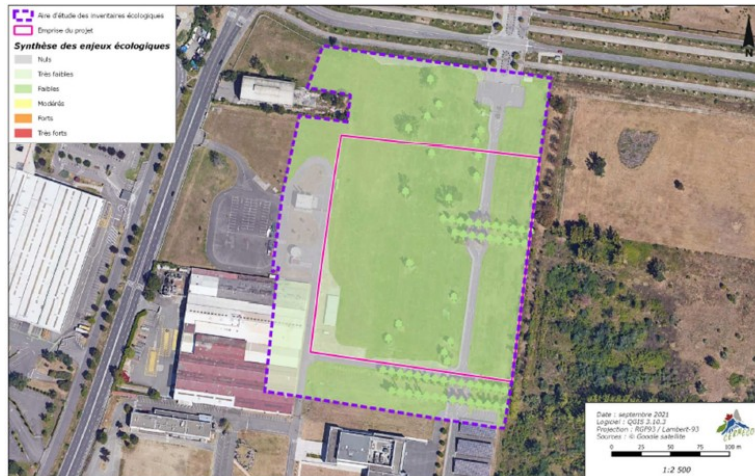 Aire d'étude des inventaires écologiques
Emprise du projet
Synthèse des enjeux écologiques
Nuls
Très faibles
Faibles
Modérés
Forts
Très forts
N
Date : septembre 2021
Logiciel : QGIS 3.10.3
Projection : RGF93 / Lambert-93
Sources : © Google satellite
0 25 50 75 100 m
1:2 500